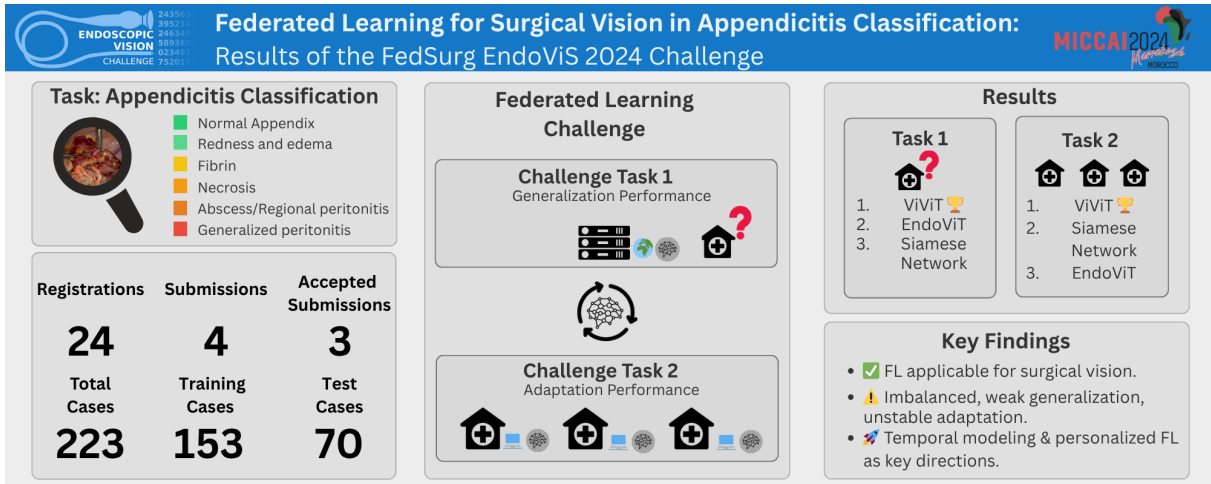 ENDOSCOPIC
VISION
CHALLENGE
Federated Learning for Surgical Vision in Appendicitis Classification:
Results of the FedSurg EndoViS 2024 Challenge
MICCAI2024
Marrakesh
MOROCCO
Task: Appendicitis Classification
Normal Appendix
Redness and edema
Fibrin
Necrosis
Abscess/Regional peritonitis
Generalized peritonitis
Registrations
24
Submissions
4
Accepted
Submissions
3
Total
Cases
223
Training
Cases
153
Test
Cases
70
Federated Learning
Challenge
Challenge Task 1
Generalization Performance
?
Challenge Task 2
Adaptation Performance
Results
Task 1
?
1. ViViT 🏆
2. EndoViT
3. Siamese
Network
Task 2
1. ViViT 🏆
2. Siamese
Network
3. EndoViT
Key Findings
• ✅ FL applicable for surgical vision.
• ⚠️ Imbalanced, weak generalization,
unstable adaptation.
• 🚀 Temporal modeling & personalized FL
as key directions.